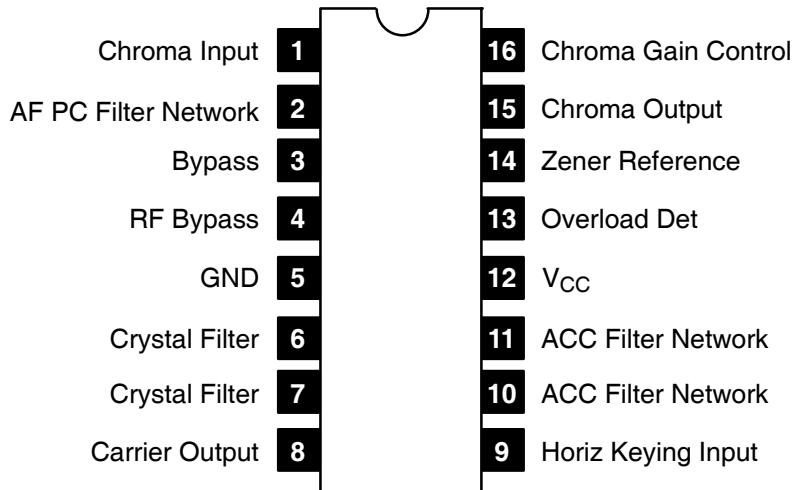 Chroma Input 1 16 Chroma Gain Control
AF PC Filter Network 2 15 Chroma Output
Bypass 3 14 Zener Reference
RF Bypass 4 13 Overload Det
GND 5 12 VCC
Crystal Filter 6 11 ACC Filter Network
Crystal Filter 7 10 ACC Filter Network
Carrier Output 8 9 Horiz Keying Input